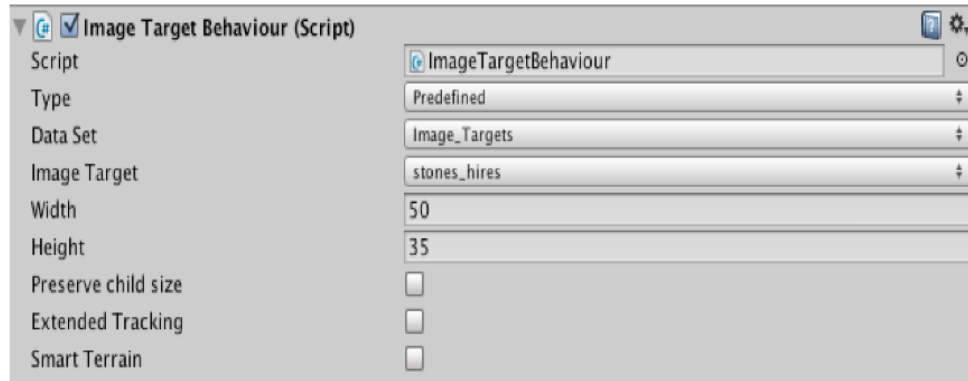 Image Target Behaviour (Script)
Script ImageTargetBehaviour
Type Predefined
Data Set Image_Targets
Image Target stones_hires
Width 50
Height 35
Preserve child size
Extended Tracking
Smart Terrain